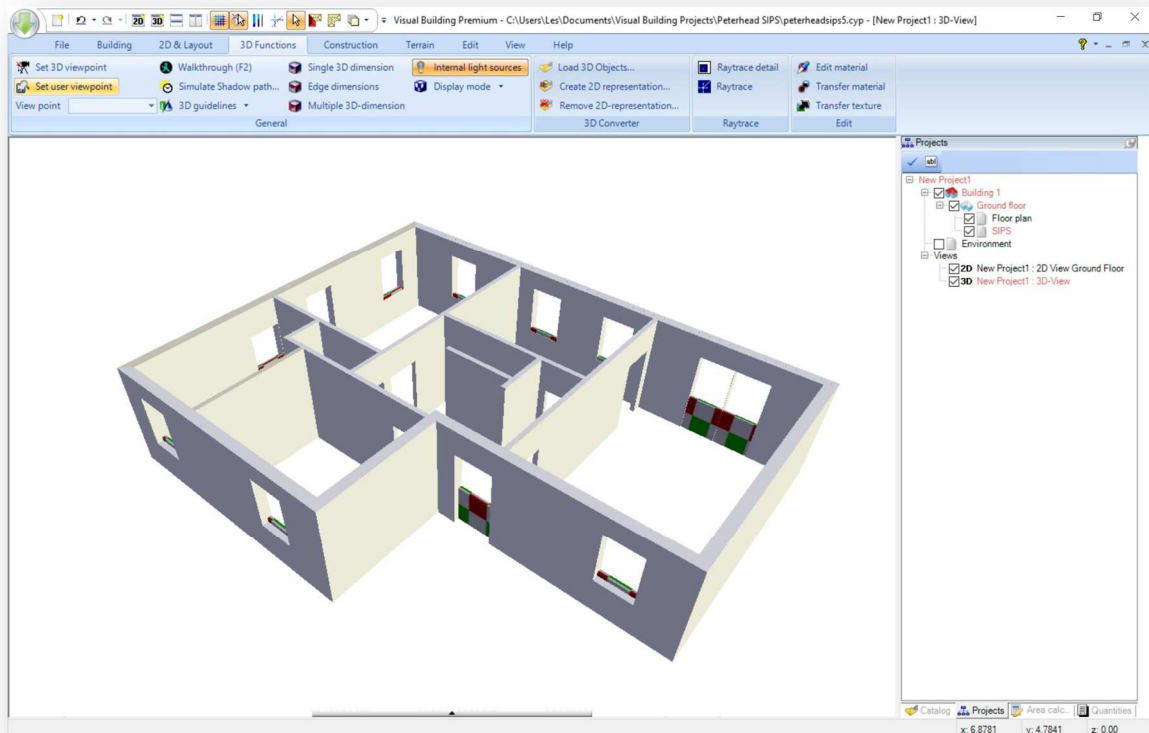 2D 3D Visual Building Premium - C:\Users\Les\Documents\Visual Building Projects\Peterhead SIPS\peterheadsips5.cyp - [New Project1 : 3D-View]
File Building 2D & Layout 3D Functions Construction Terrain Edit View Help
Set 3D viewpoint Walkthrough (F2) Single 3D dimension Internal light sources Load 3D Objects... Raytrace detail Edit material
Set user viewpoint Simulate Shadow path... Edge dimensions Display mode Create 2D representation... Raytrace Transfer material
View point 3D guidelines Multiple 3D-dimension Remove 2D-representation... Transfer texture
General 3D Converter Raytrace Edit
Projects
abl
New Project1
Building 1
Ground floor
Floor plan
SIPS
Environment
Views
2D New Project1 : 2D View Ground Floor
3D New Project1 : 3D-View
Catalog Projects Area calc... Quantities
x: 6.8781 y: 4.7841 z: 0.00